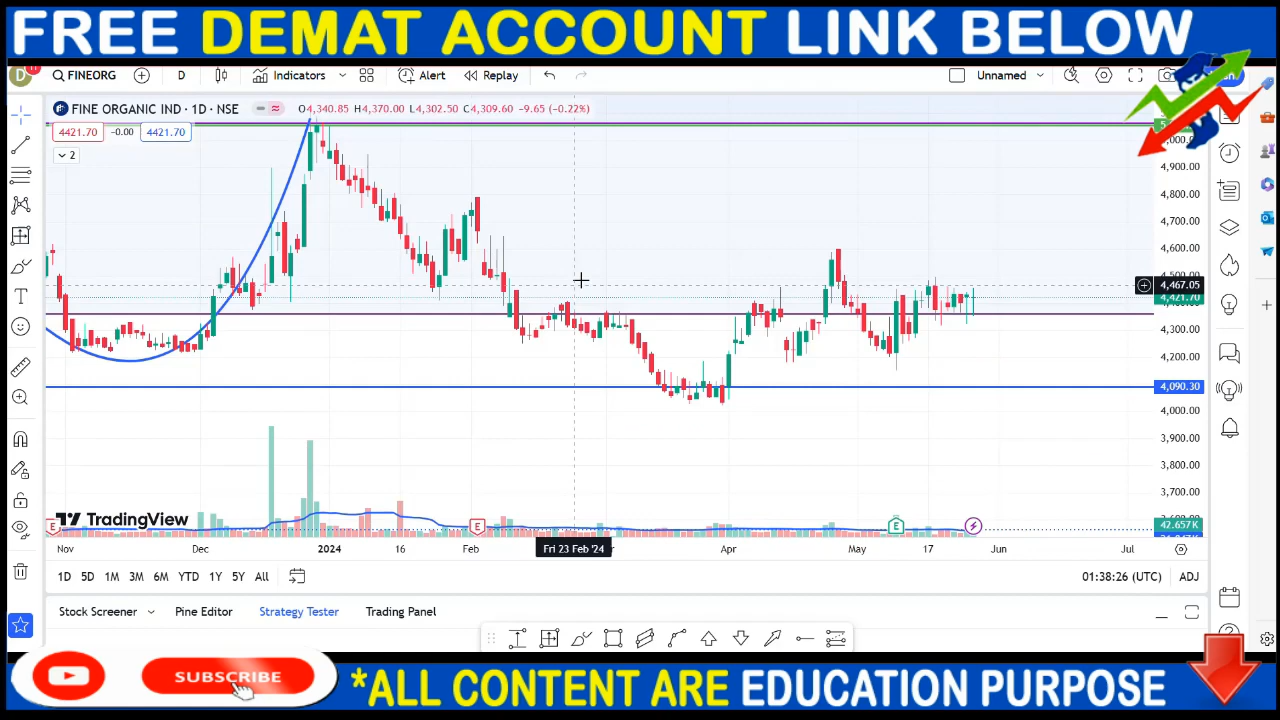 FREE DEMAT ACCOUNT LINK BELOW
D 11 FINEORG D Indicators Alert Replay Unnamed
FINE ORGANIC IND · 1D · NSE O4,340.85 H4,370.00 L4,302.50 C4,309.60 -9.65 (-0.22%)
4421.70 -0.00 4421.70
2
4,900.00
4,800.00
4,700.00
4,600.00
4,467.05
4,421.70
4,300.00
4,200.00
4,090.30
4,000.00
3,900.00
3,800.00
3,700.00
42.657K
TradingView
E E E
Nov Dec 2024 16 Feb Fri 23 Feb '24 Apr May 17 Jun Jul
1D 5D 1M 3M 6M YTD 1Y 5Y All 01:38:26 (UTC) ADJ
Stock Screener Pine Editor Strategy Tester Trading Panel
SUBSCRIBE
*ALL CONTENT ARE EDUCATION PURPOSE